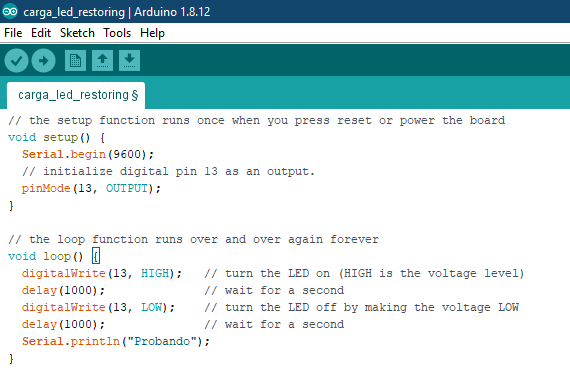 carga_led_restoring | Arduino 1.8.12
File Edit Sketch Tools Help
carga_led_restoring §
// the setup function runs once when you press reset or power the board
void setup() {
  Serial.begin(9600);
  // initialize digital pin 13 as an output.
  pinMode(13, OUTPUT);
}

// the loop function runs over and over again forever
void loop() {
  digitalWrite(13, HIGH);   // turn the LED on (HIGH is the voltage level)
  delay(1000);              // wait for a second
  digitalWrite(13, LOW);    // turn the LED off by making the voltage LOW
  delay(1000);              // wait for a second
  Serial.println("Probando");
}